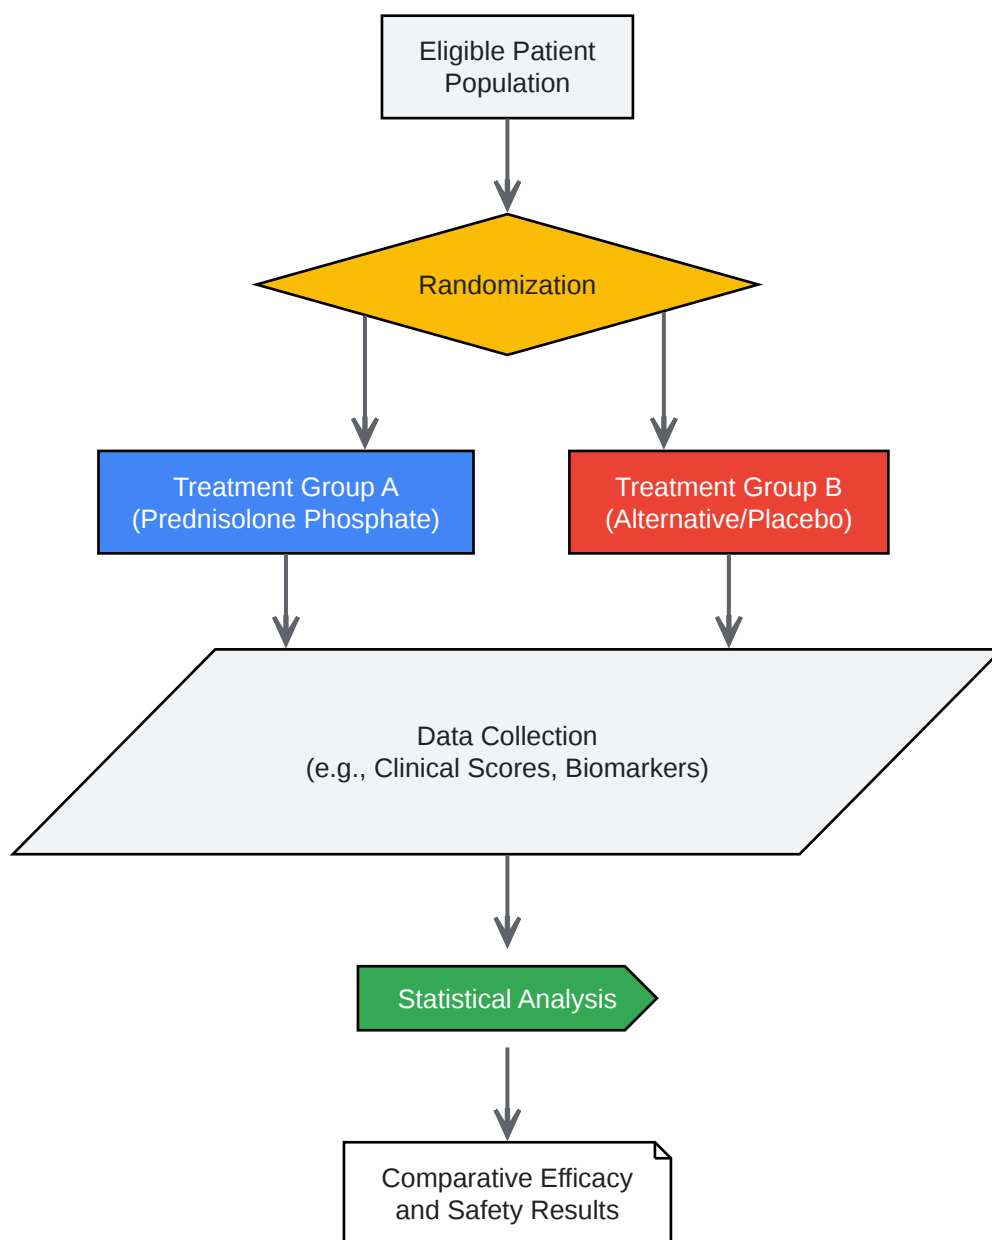 Eligible Patient
Population
Randomization
Treatment Group A
(Prednisolone Phosphate)
Treatment Group B
(Alternative/Placebo)
Data Collection
(e.g., Clinical Scores, Biomarkers)
Statistical Analysis
Comparative Efficacy
and Safety Results